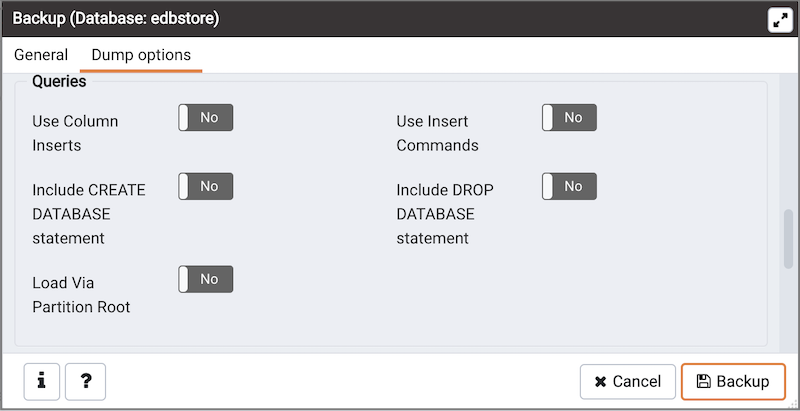 Backup (Database: edbstore)
General Dump options
Queries
Use Column
Inserts
No
Use Insert
Commands
No
Include CREATE
DATABASE
statement
No
Include DROP
DATABASE
statement
No
Load Via
Partition Root
No
i ? Cancel Backup